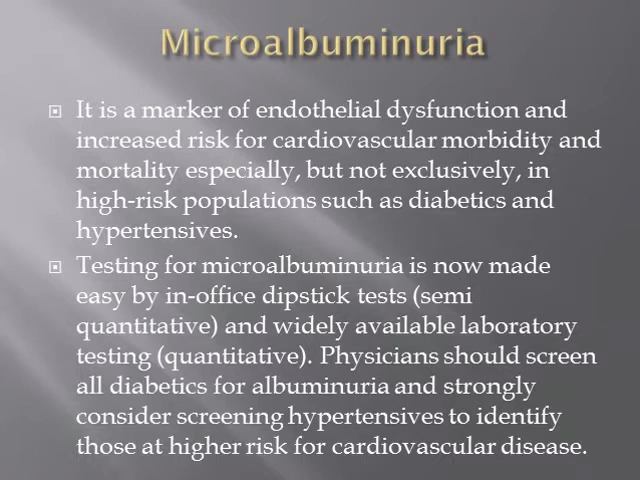 Microalbuminuria
It is a marker of endothelial dysfunction and
increased risk for cardiovascular morbidity and
mortality especially, but not exclusively, in
high-risk populations such as diabetics and
hypertensives.
Testing for microalbuminuria is now made
easy by in-office dipstick tests (semi
quantitative) and widely available laboratory
testing (quantitative). Physicians should screen
all diabetics for albuminuria and strongly
consider screening hypertensives to identify
those at higher risk for cardiovascular disease.